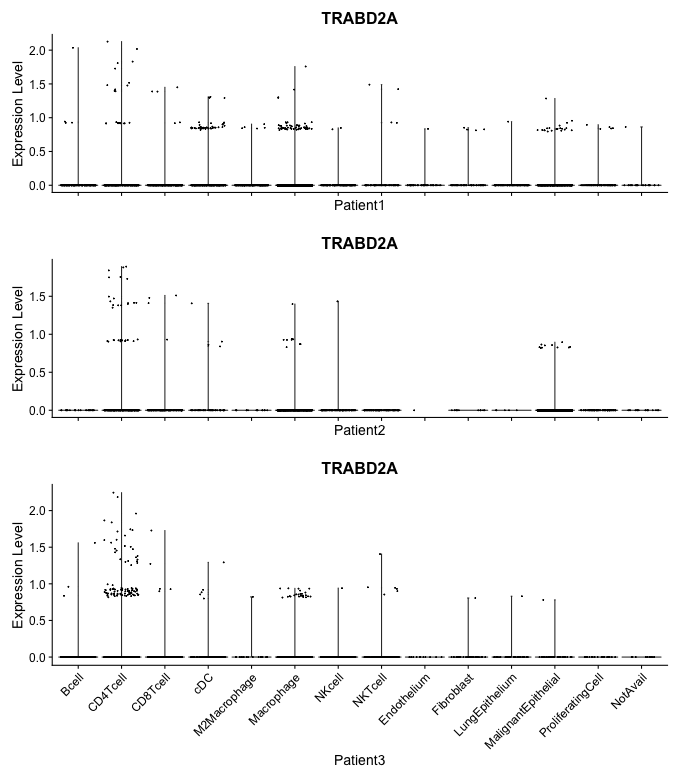 TRABD2A
Expression Level
2.0
1.5
1.0
0.5
0.0
Patient1
TRABD2A
Expression Level
1.5
1.0
0.5
0.0
Patient2
TRABD2A
Expression Level
2.0
1.5
1.0
0.5
0.0
Bcell
CD4Tcell
CD8Tcell
cDC
M2Macrophage
Macrophage
NKcell
NKTcell
Endothelium
Fibroblast
LungEpithelium
MalignantEpithelial
ProliferatingCell
NotAvail
Patient3